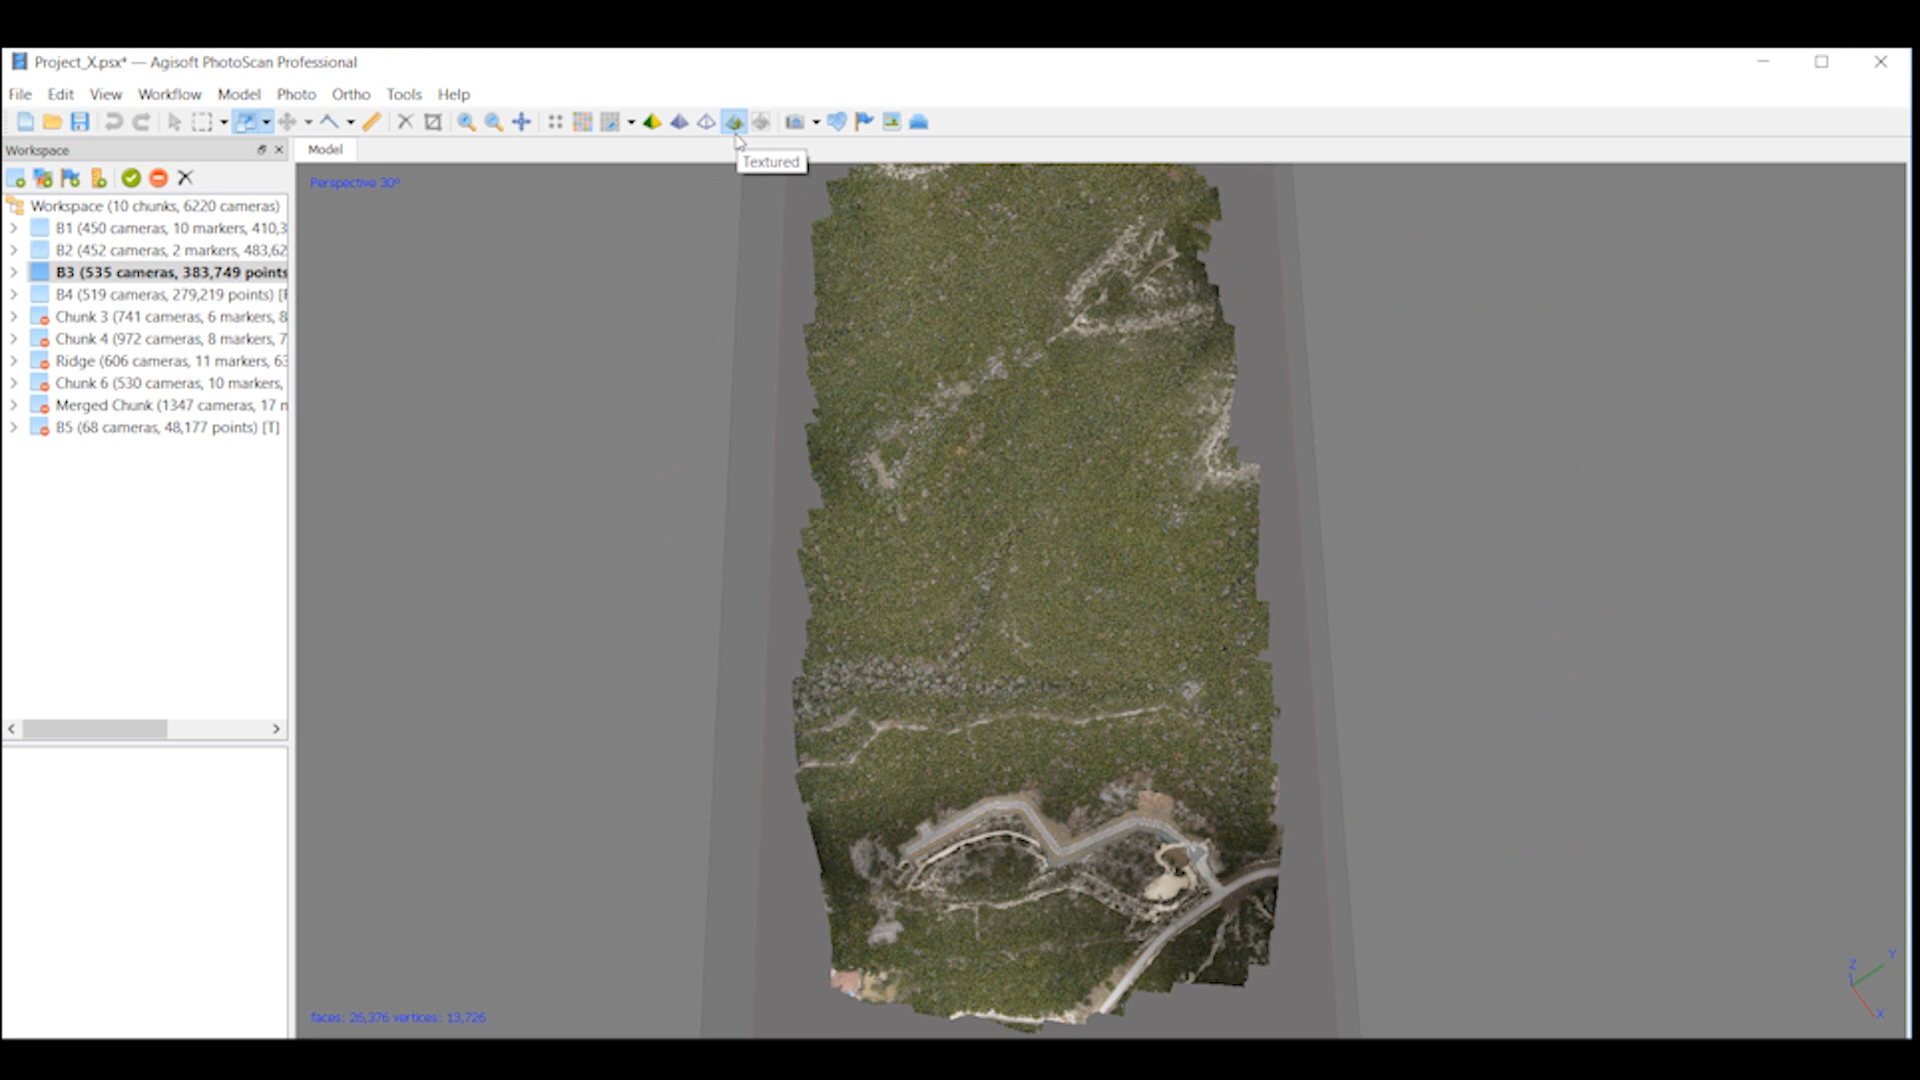 Project_X.psx* — Agisoft PhotoScan Professional
File Edit View Workflow Model Photo Ortho Tools Help
Workspace
Model
Textured
Perspective 30°
Workspace (10 chunks, 6220 cameras)
B1 (450 cameras, 10 markers, 410,3
B2 (452 cameras, 2 markers, 483,62
B3 (535 cameras, 383,749 points
B4 (519 cameras, 279,219 points) [
Chunk 3 (741 cameras, 6 markers, 8
Chunk 4 (972 cameras, 8 markers, 7
Ridge (606 cameras, 11 markers, 63
Chunk 6 (530 cameras, 10 markers,
Merged Chunk (1347 cameras, 17 
B5 (68 cameras, 48,177 points) [T]
faces: 26,376 vertices: 13,726
Z
Y
X